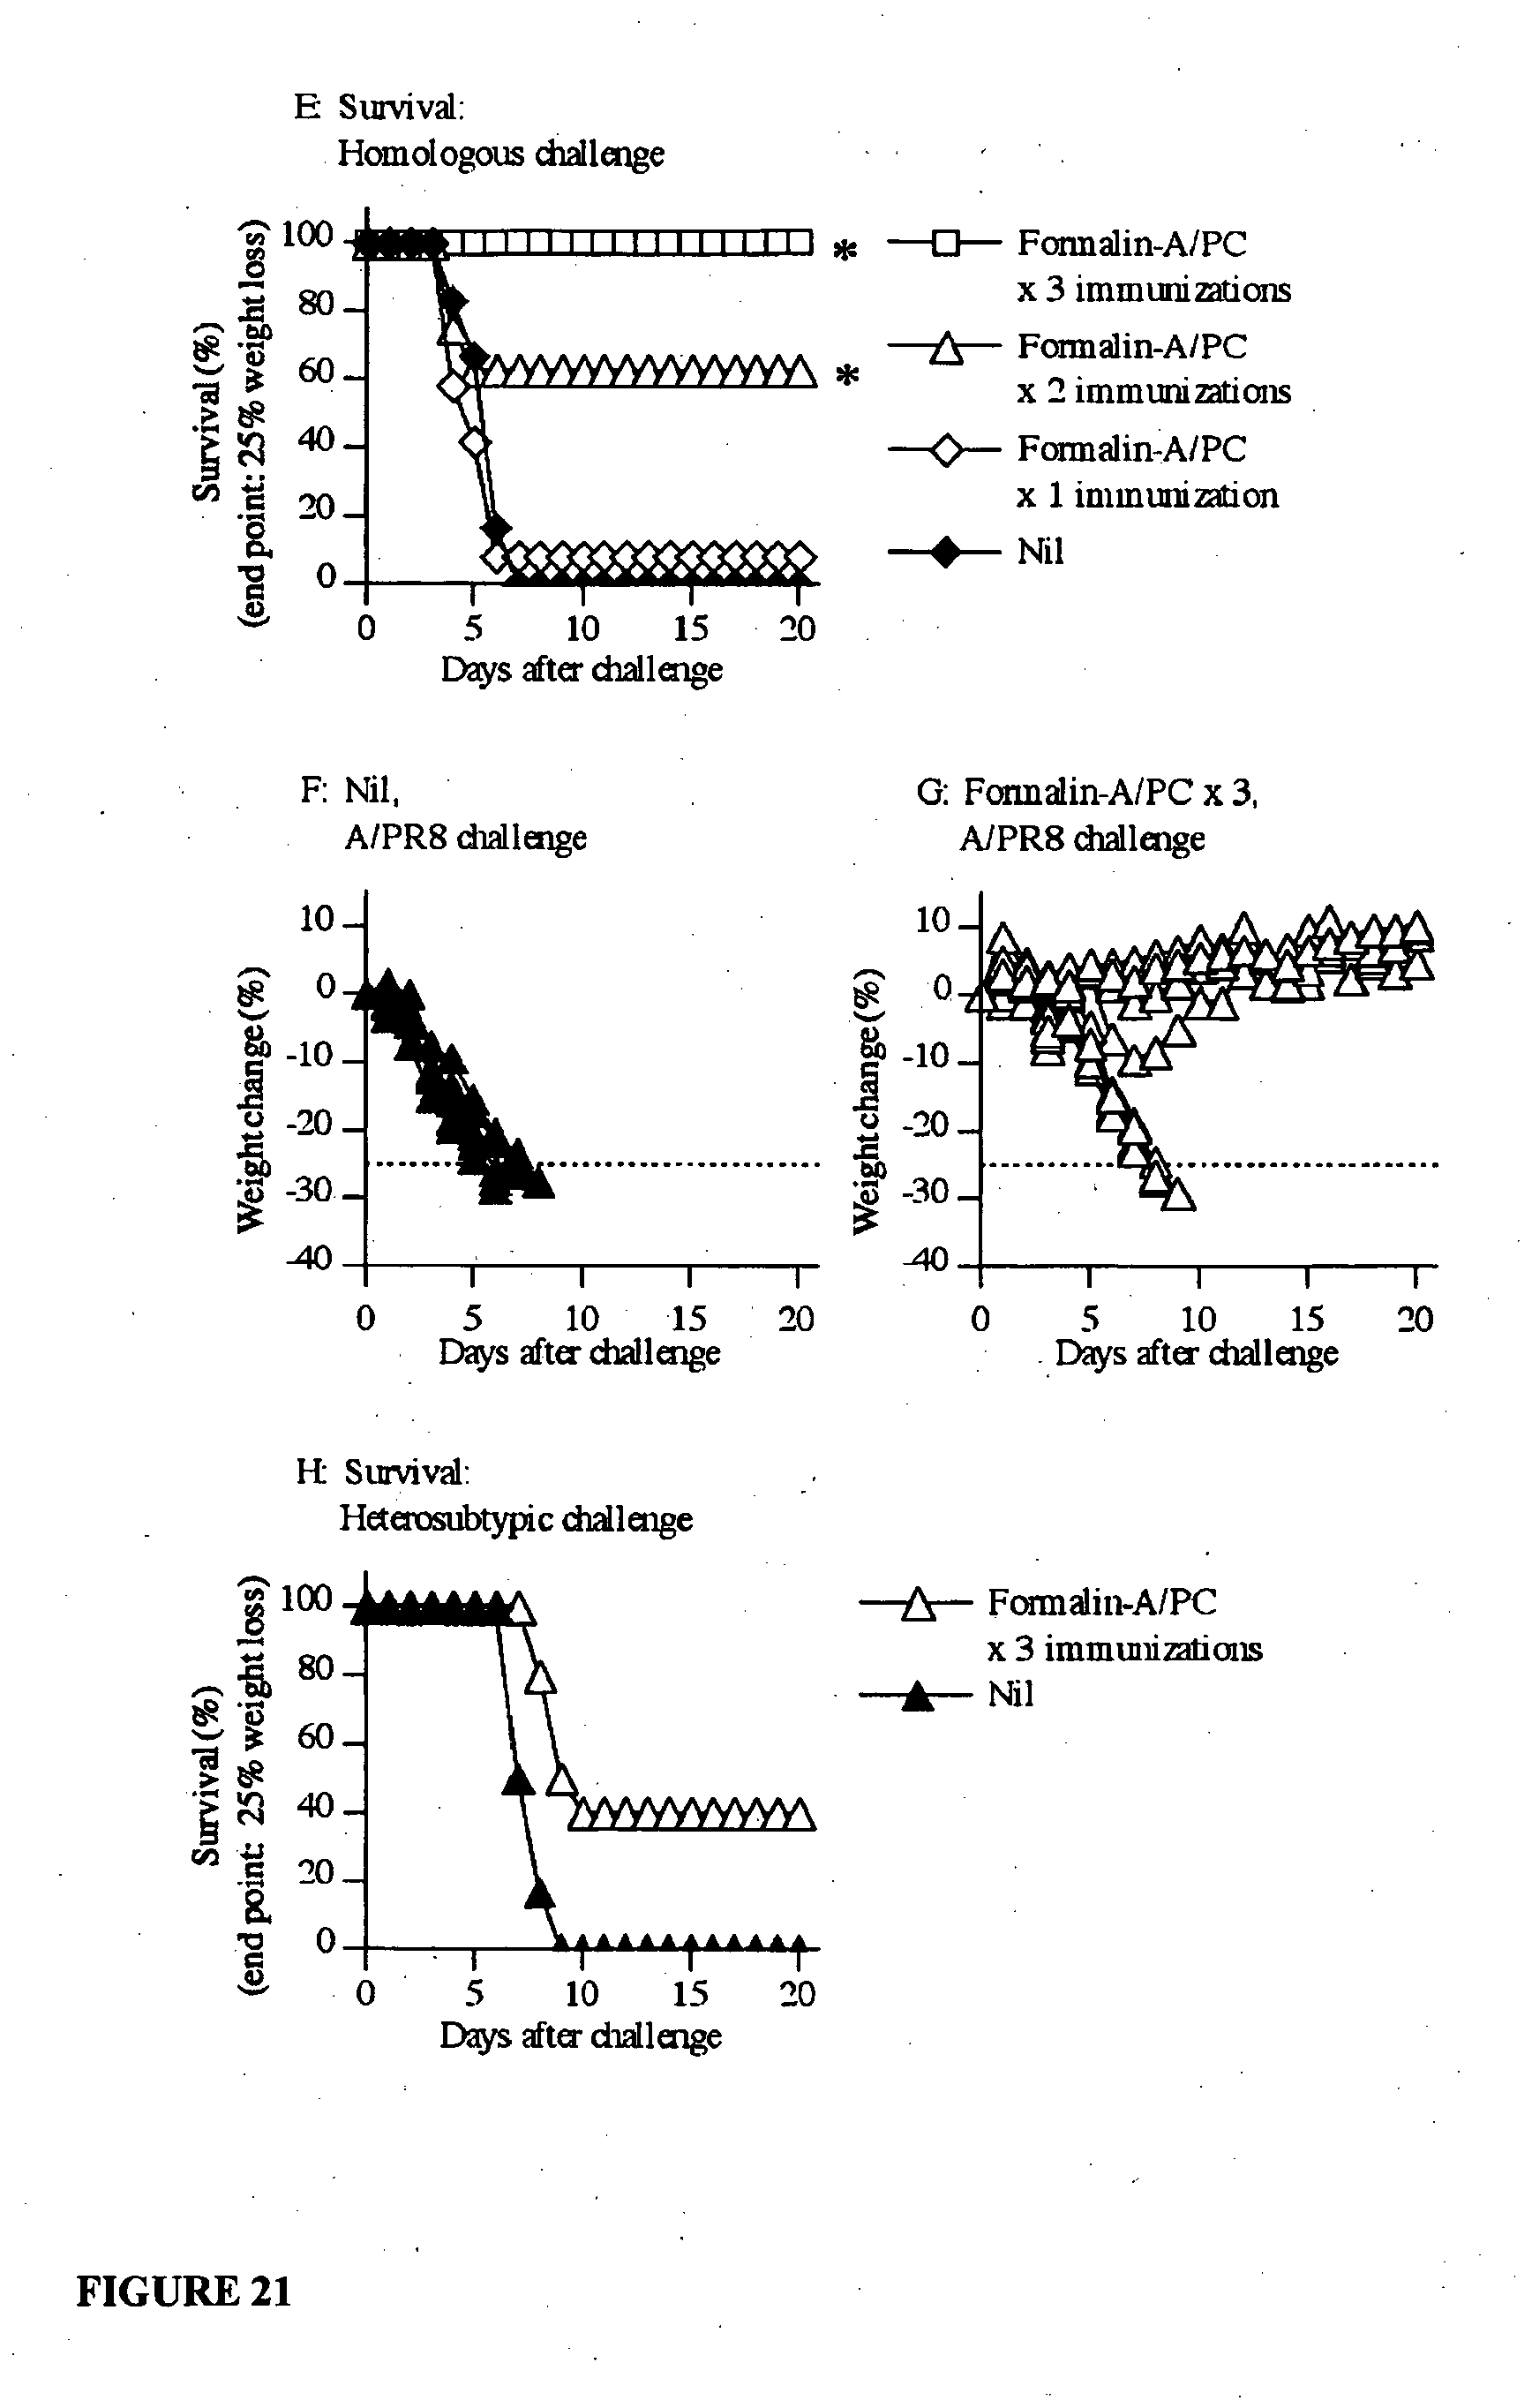 E: Survival:
Homologous challenge
Survival (%)
(end point: 25% weight loss)
100
80
60
40
20
0
0 5 10 15 20
Days after challenge
*
*
Formalin-A/PC
x 3 immunizations
Formalin-A/PC
x 2 immunizations
Formalin-A/PC
x 1 immunization
Nil
F: Nil,
A/PR8 challenge
Weight change (%)
10
0
-10
-20
-30
-40
0 5 10 15 20
Days after challenge
G: Formalin-A/PC x 3,
A/PR8 challenge
Weight change (%)
10
0
-10
-20
-30
-40
0 5 10 15 20
Days after challenge
H: Survival:
Heterosubtypic challenge
Survival (%)
(end point: 25% weight loss)
100
80
60
40
20
0
0 5 10 15 20
Days after challenge
Formalin-A/PC
x 3 immunizations
Nil
FIGURE 21